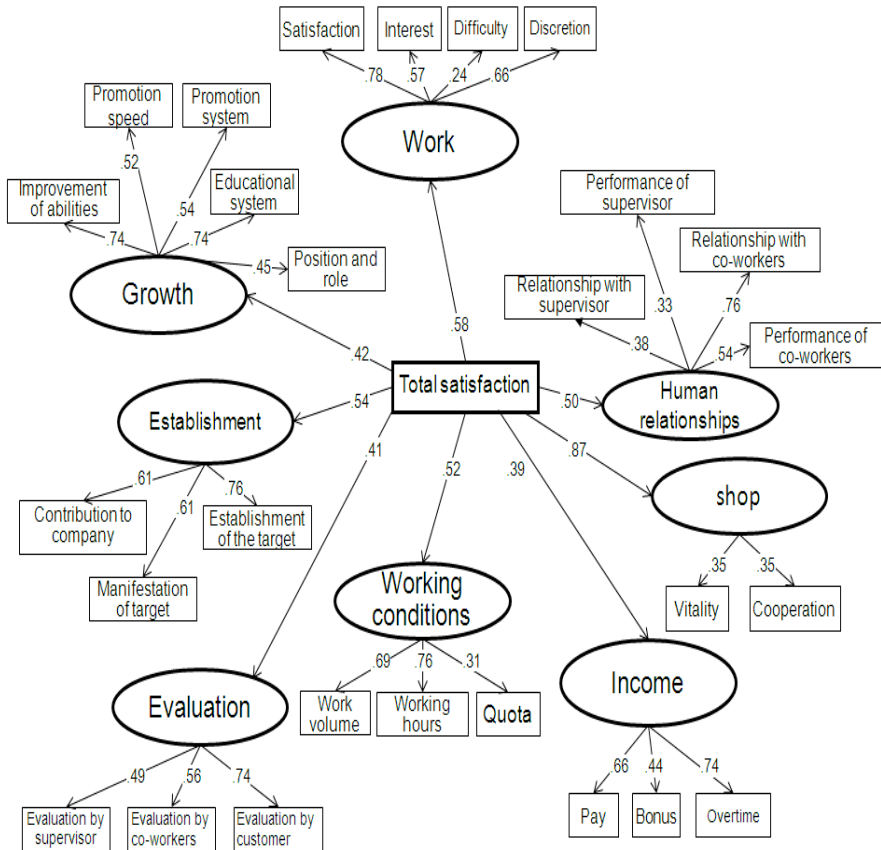 Satisfaction
Interest
Difficulty
Discretion
.78
.57
.24
.66
Work
Promotion
speed
Promotion
system
.52
.54
Improvement
of abilities
Educational
system
.74
.74
.45
Position and
role
Growth
Performance of
supervisor
Relationship with
co-workers
Relationship with
supervisor
.33
.76
Performance of
co-workers
.38
.54
Human
relationships
.58
.42
Total satisfaction
.50
.54
Establishment
.41
.52
.39
.87
shop
.61
.61
.76
Contribution to
company
Establishment
of the target
Manifestation
of target
.35
.35
Vitality
Cooperation
Working
conditions
.69
.76
.31
Work
volume
Working
hours
Quota
Income
.66
.44
.74
Pay
Bonus
Overtime
Evaluation
.49
.56
.74
Evaluation by
supervisor
Evaluation by
co-workers
Evaluation by
customer